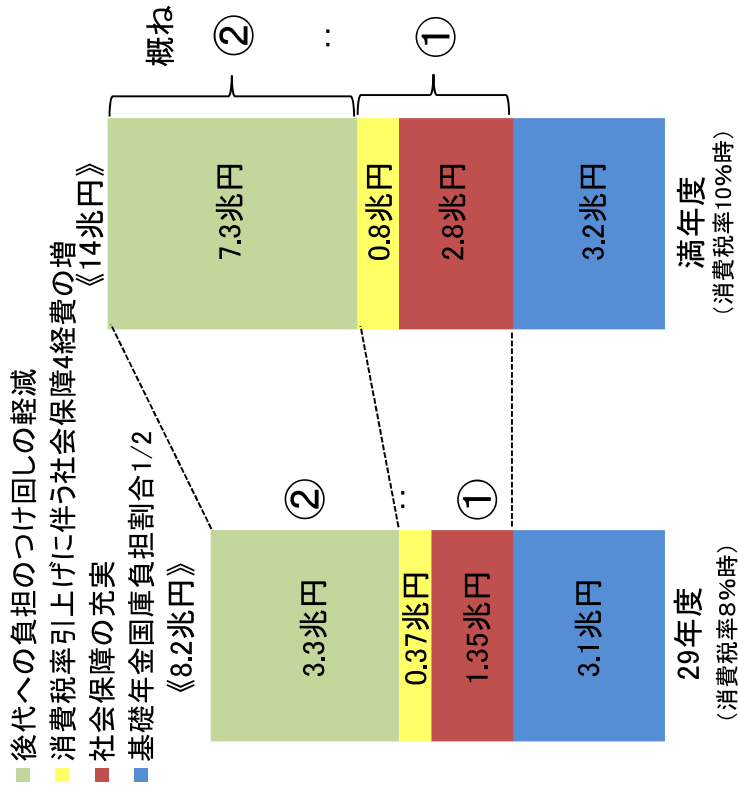 後代への負担のつけ回しの軽減
消費税率引上げに伴う社会保障4経費の増
社会保障の充実
基礎年金国庫負担割合1/2
《8.2兆円》
3.3兆円
0.37兆円
1.35兆円
3.1兆円
29年度
(消費税率8%時)
②
:
①
《14兆円》
7.3兆円
0.8兆円
2.8兆円
3.2兆円
満年度
(消費税率10%時)
概ね
②
:
①